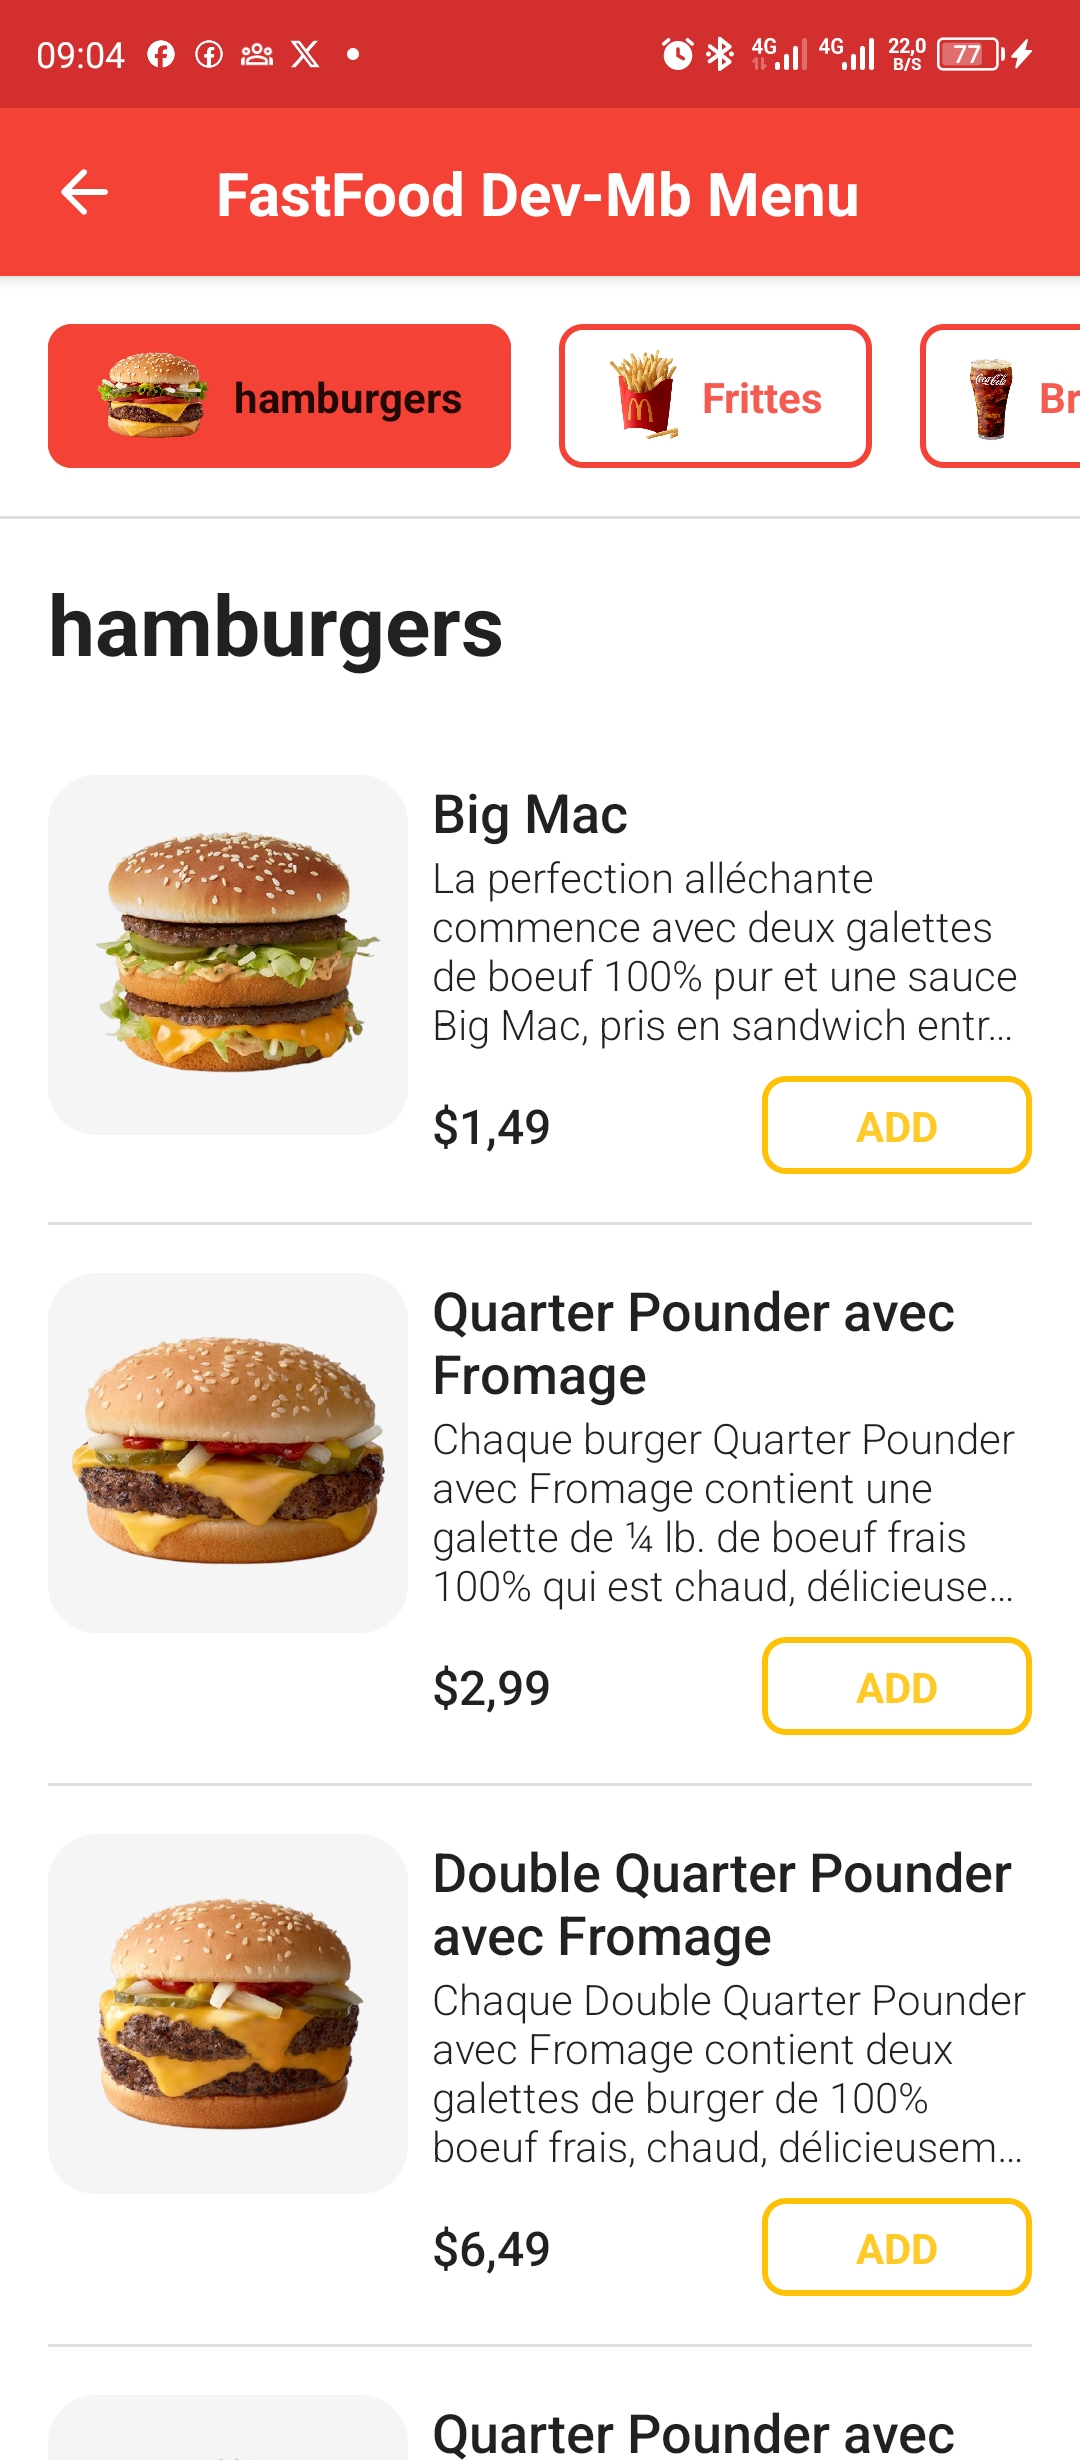 09:04
4G
4G
22,0
B/S
77
FastFood Dev-Mb Menu
hamburgers
Frittes
Br
hamburgers
Big Mac
La perfection alléchante
commence avec deux galettes
de boeuf 100% pur et une sauce
Big Mac, pris en sandwich entr...
$1,49
ADD
Quarter Pounder avec
Fromage
Chaque burger Quarter Pounder
avec Fromage contient une
galette de ¼ lb. de boeuf frais
100% qui est chaud, délicieuse...
$2,99
ADD
Double Quarter Pounder
avec Fromage
Chaque Double Quarter Pounder
avec Fromage contient deux
galettes de burger de 100%
boeuf frais, chaud, délicieusem...
$6,49
ADD
Quarter Pounder avec